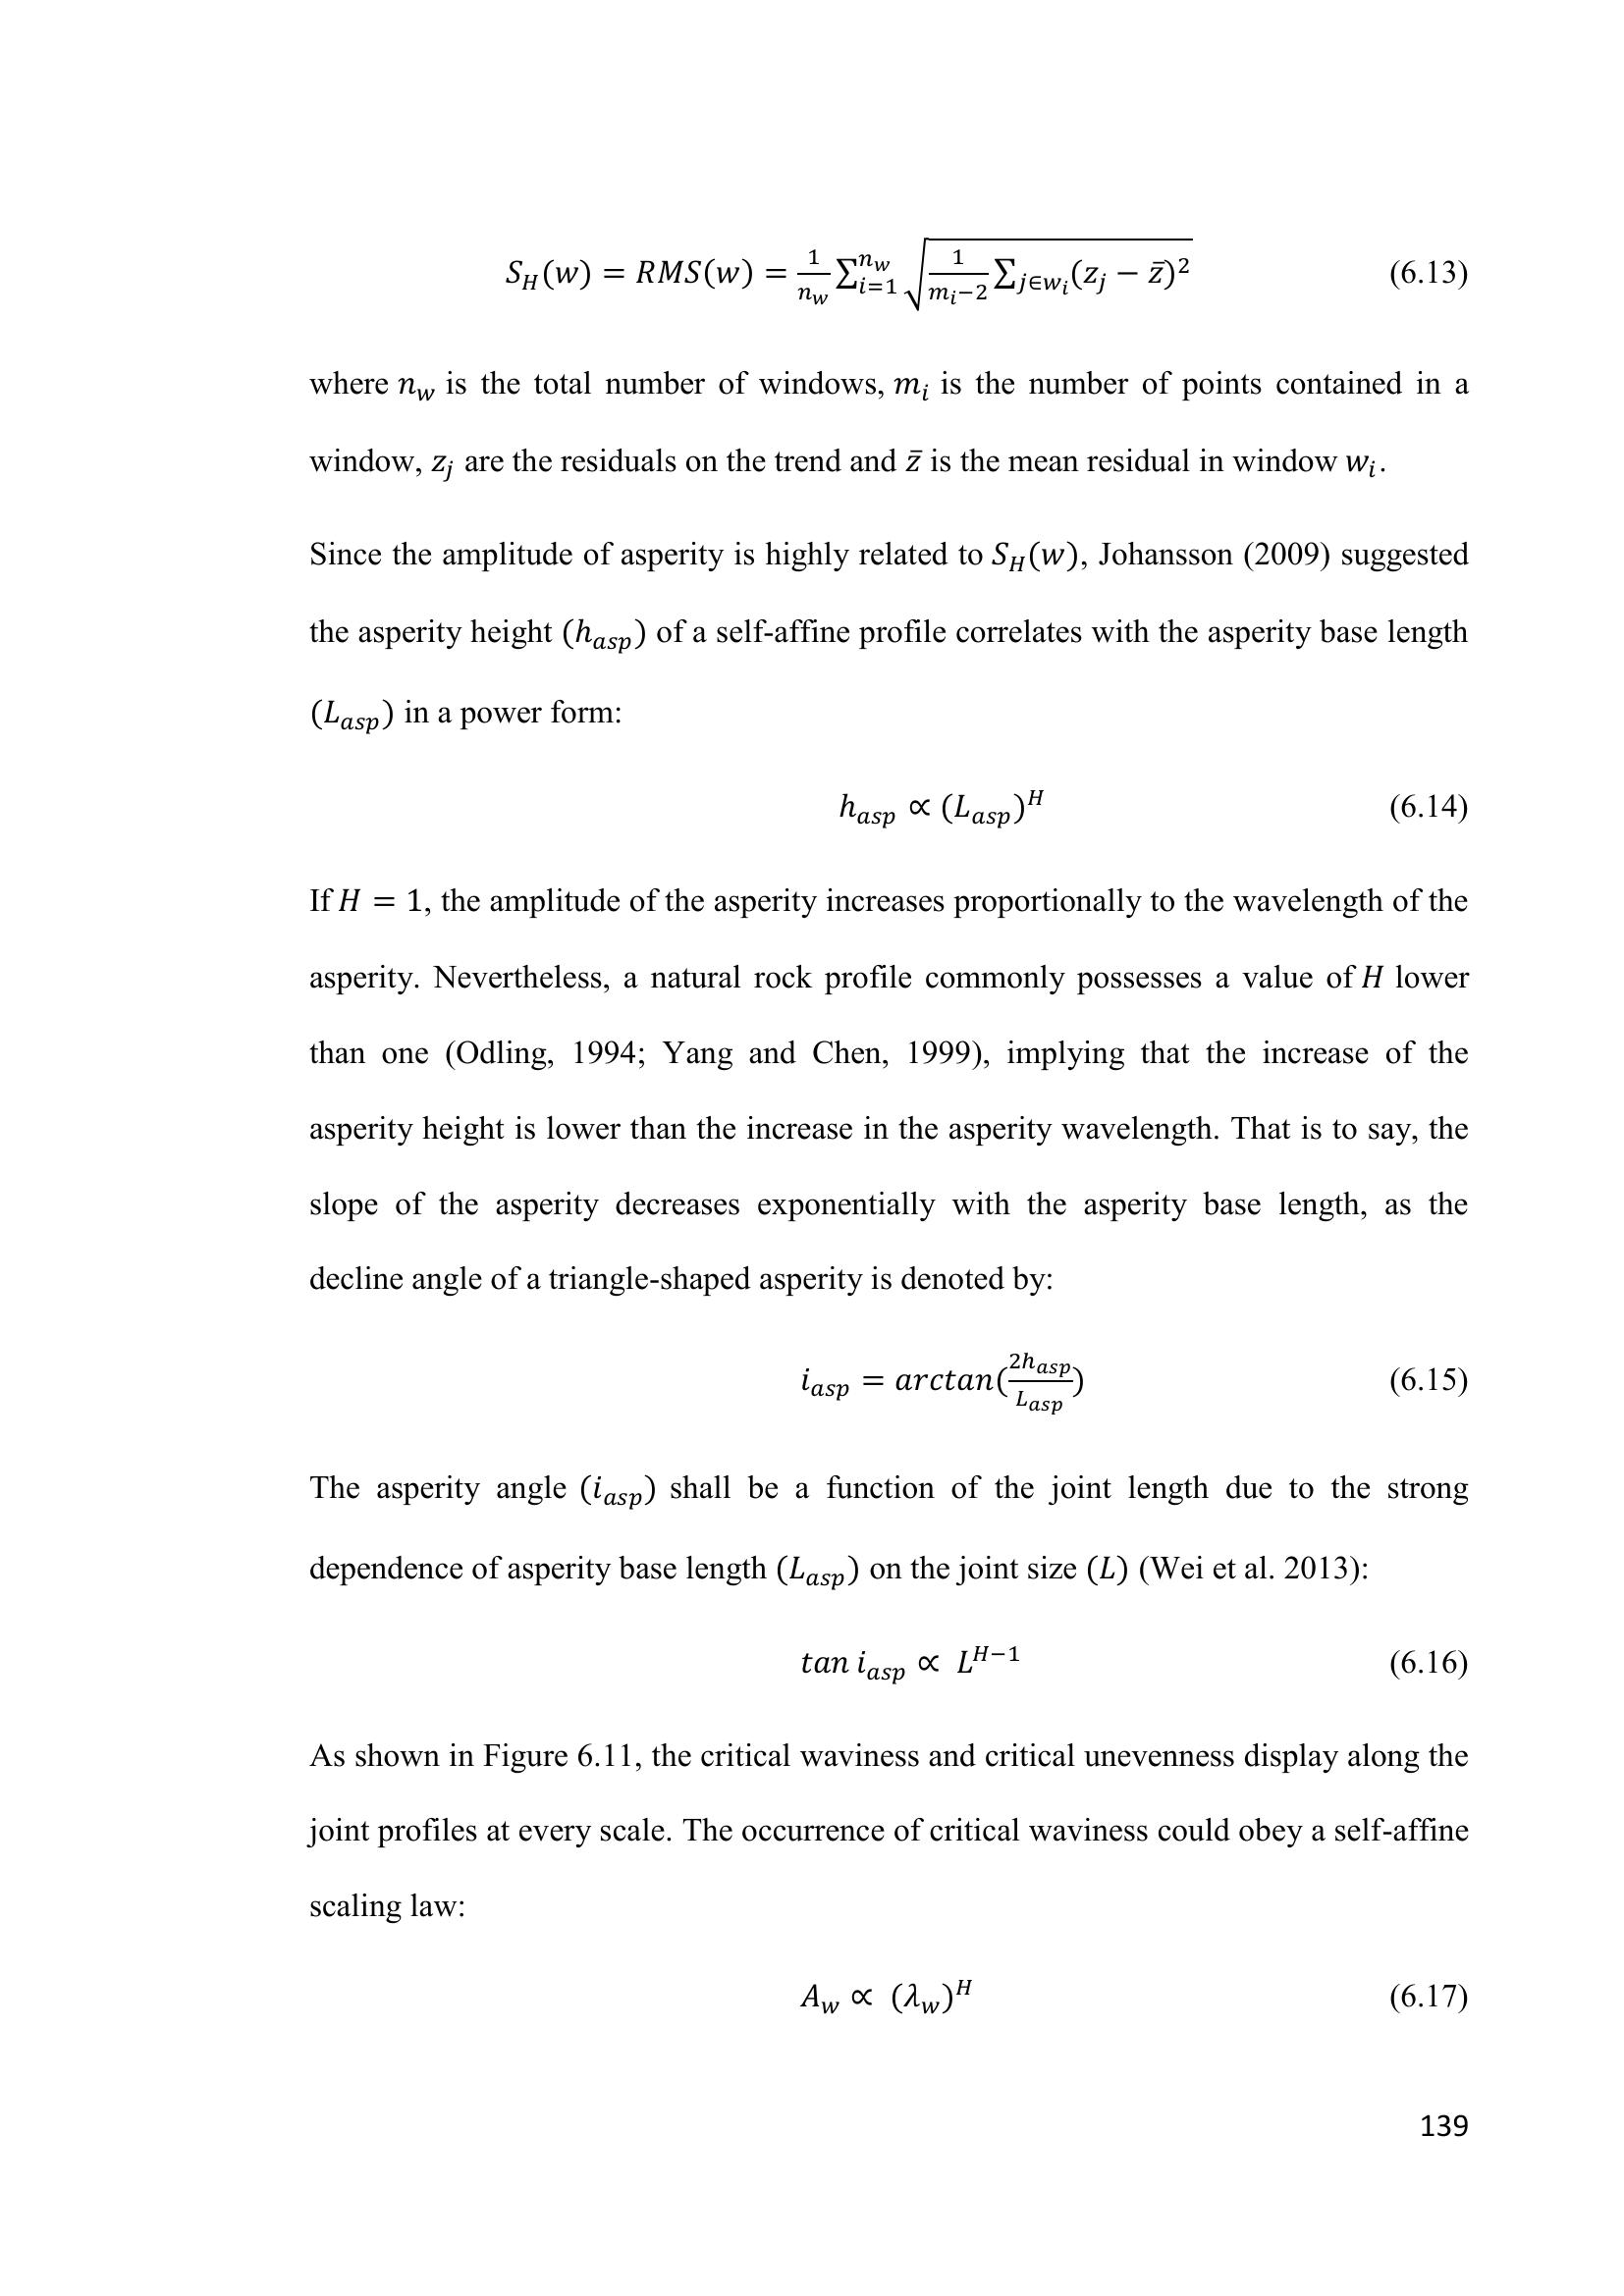 S_H(w) = RMS(w) = \frac{1}{n_w} \sum_{i=1}^{n_w} \sqrt{\frac{1}{m_i-2} \sum_{j∈w_i} (z_j − \bar{z})^2} (6.13)
where n_w is the total number of windows, m_i is the number of points contained in a
window, z_j are the residuals on the trend and \bar{z} is the mean residual in window w_i.
Since the amplitude of asperity is highly related to S_H(w), Johansson (2009) suggested
the asperity height (h_{asp}) of a self-affine profile correlates with the asperity base length
(L_{asp}) in a power form:
h_{asp} ∝ (L_{asp})^H (6.14)
If H = 1, the amplitude of the asperity increases proportionally to the wavelength of the
asperity. Nevertheless, a natural rock profile commonly possesses a value of H lower
than one (Odling, 1994; Yang and Chen, 1999), implying that the increase of the
asperity height is lower than the increase in the asperity wavelength. That is to say, the
slope of the asperity decreases exponentially with the asperity base length, as the
decline angle of a triangle-shaped asperity is denoted by:
i_{asp} = arctan(\frac{2h_{asp}}{L_{asp}}) (6.15)
The asperity angle (i_{asp}) shall be a function of the joint length due to the strong
dependence of asperity base length (L_{asp}) on the joint size (L) (Wei et al. 2013):
tan i_{asp} ∝ L^{H−1} (6.16)
As shown in Figure 6.11, the critical waviness and critical unevenness display along the
joint profiles at every scale. The occurrence of critical waviness could obey a self-affine
scaling law:
A_w ∝ (λ_w)^H (6.17)
139